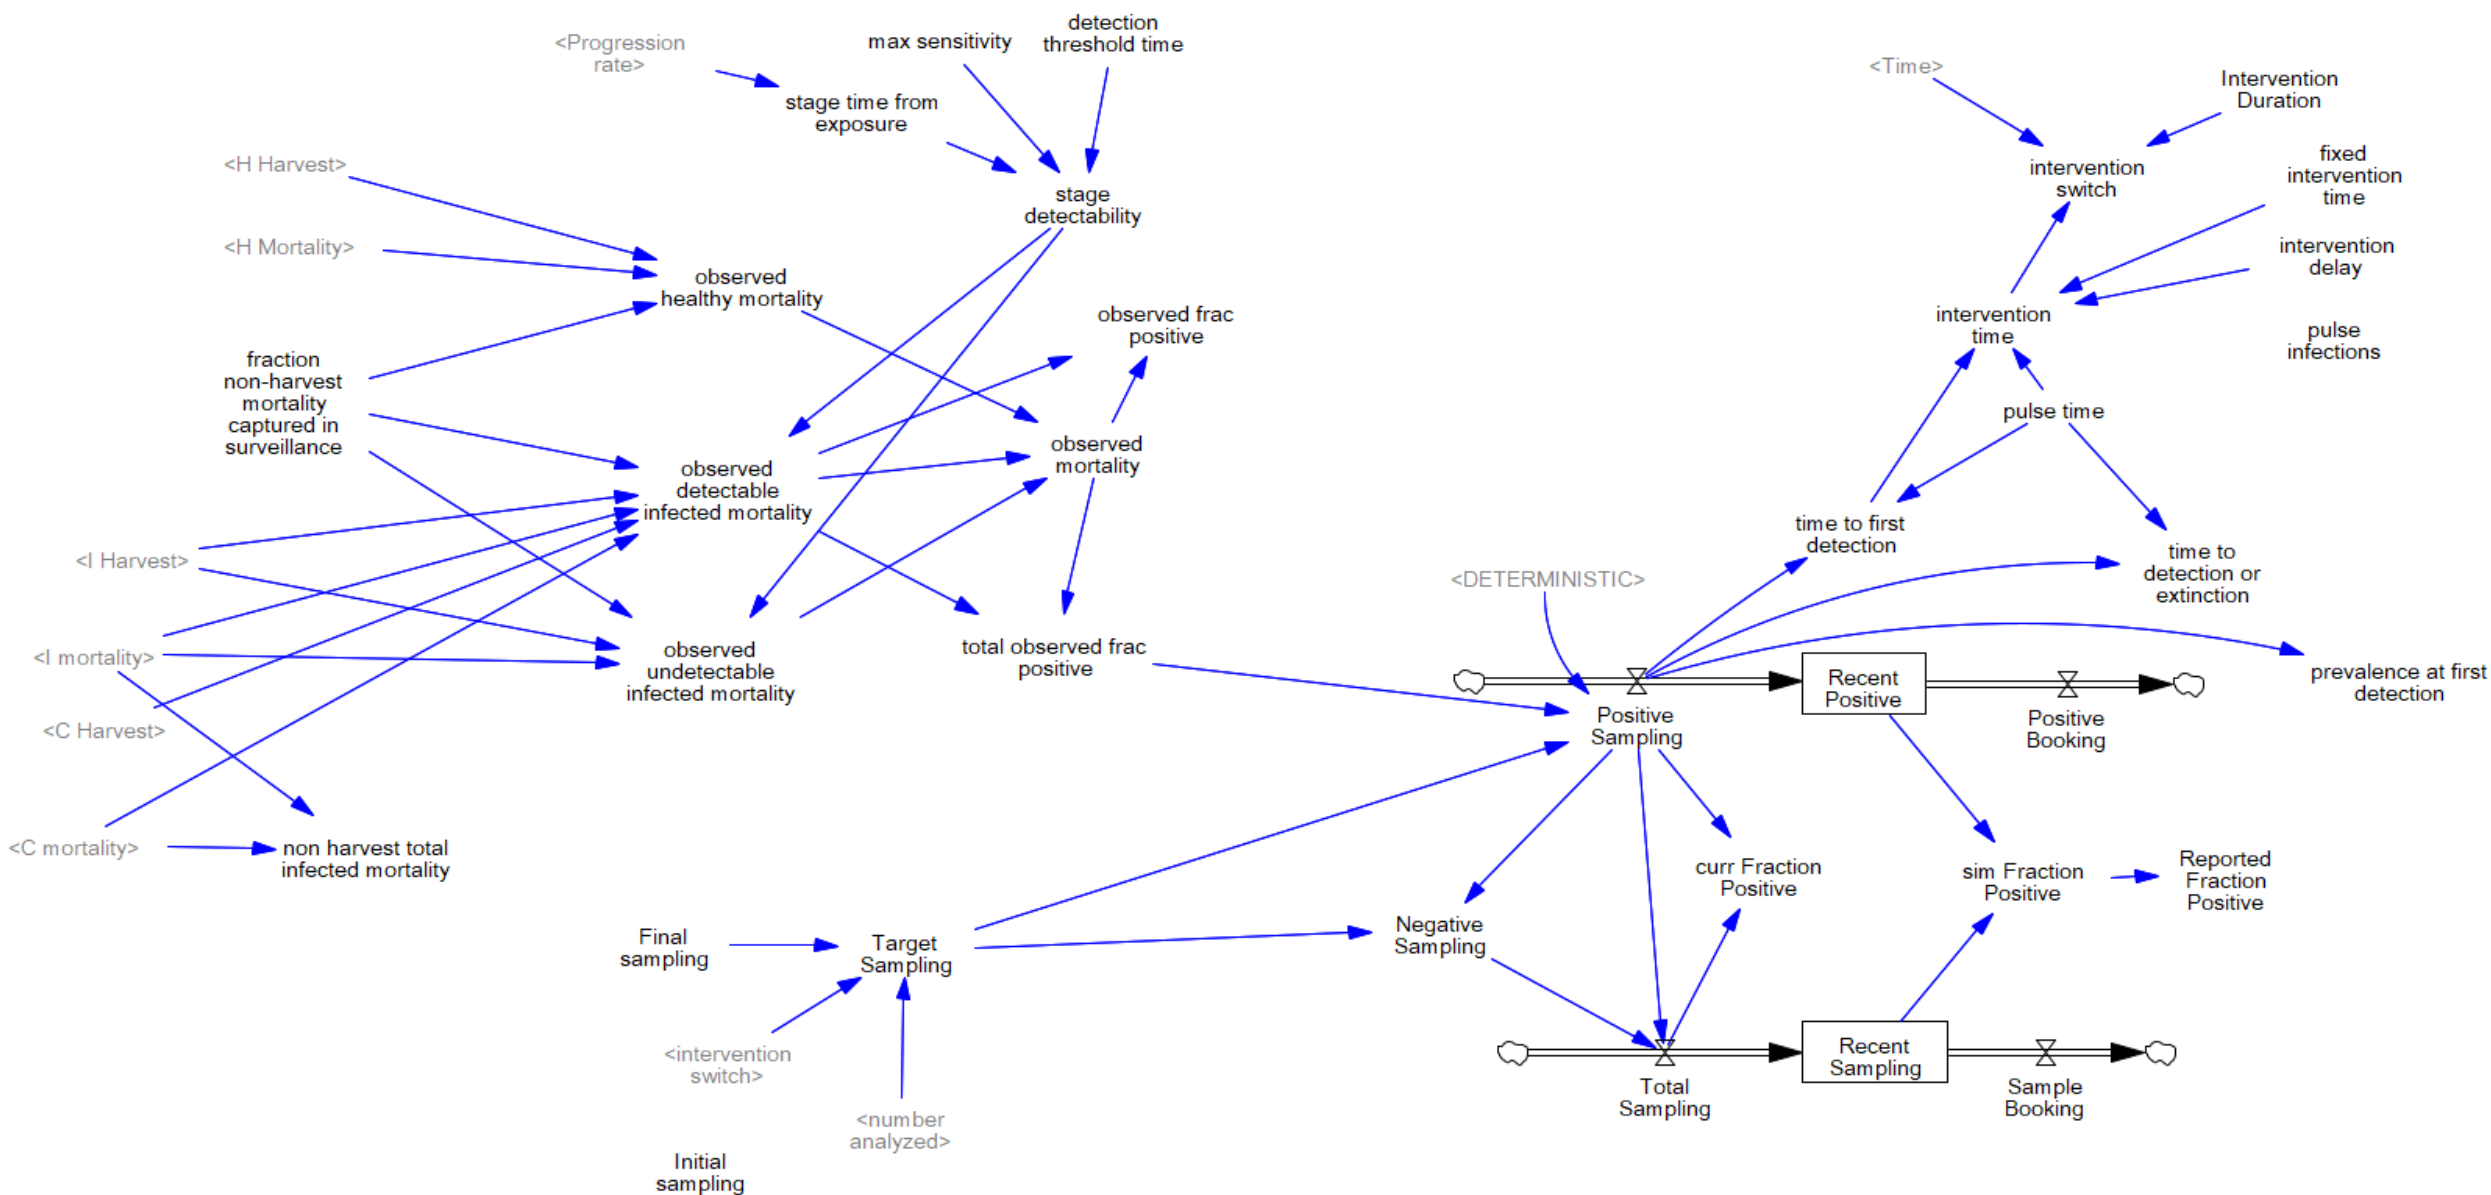 <Progression
rate>
max sensitivity
detection
threshold time
stage time from
exposure
<H Harvest>
<H Mortality>
stage
detectability
observed
healthy mortality
observed frac
positive
fraction
non-harvest
mortality
captured in
surveillance
observed
mortality
observed
detectable
infected mortality
<I Harvest>
<I mortality>
observed
undetectable
infected mortality
total observed frac
positive
<C Harvest>
<C mortality>
non harvest total
infected mortality
Final
sampling
Target
Sampling
<intervention
switch>
<number
analyzed>
Initial
sampling
<Time>
Intervention
Duration
intervention
switch
fixed
intervention
time
intervention
delay
intervention
time
pulse
infections
pulse time
time to first
detection
time to
detection or
extinction
<DETERMINISTIC>
Recent
Positive
prevalence at first
detection
Positive
Sampling
Positive
Booking
curr Fraction
Positive
sim Fraction
Positive
Reported
Fraction
Positive
Negative
Sampling
Recent
Sampling
Total
Sampling
Sample
Booking